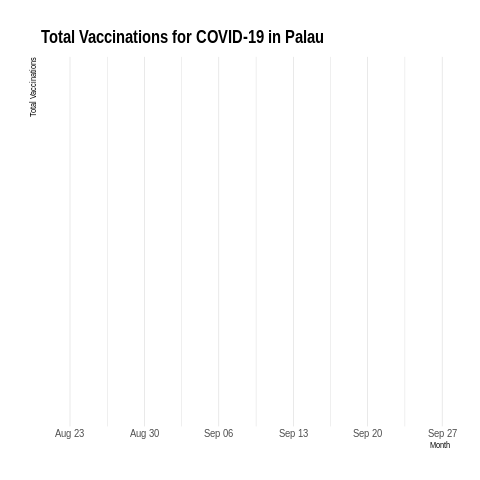 Total Vaccinations for COVID-19 in Palau
Total Vaccinations
Aug 23 Aug 30 Sep 06 Sep 13 Sep 20 Sep 27
Month